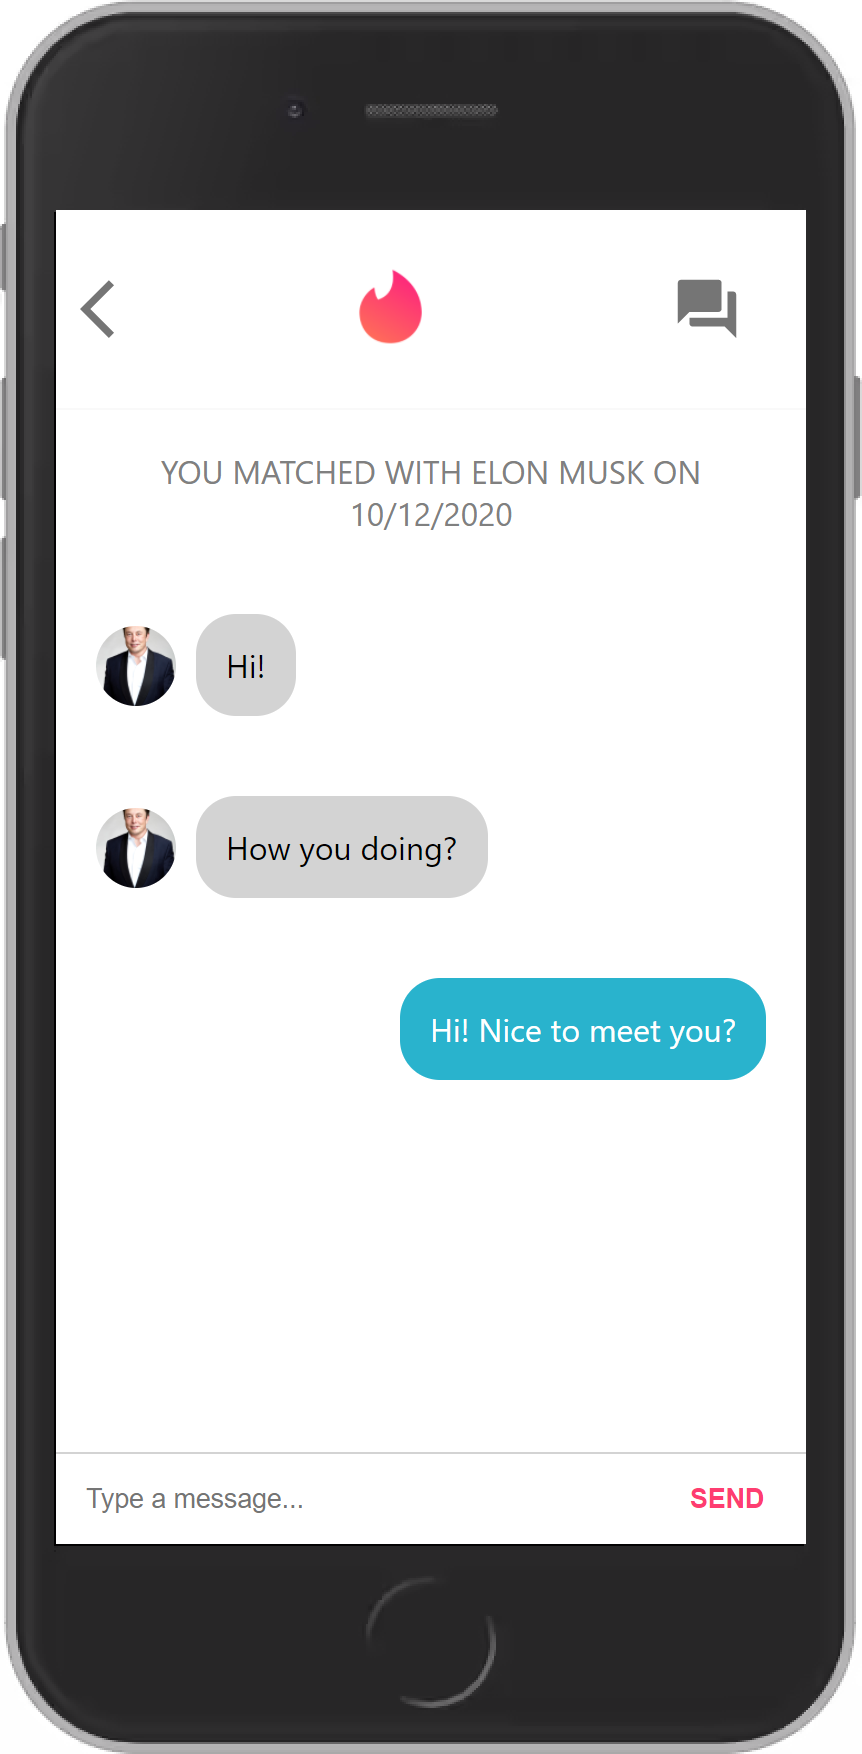 YOU MATCHED WITH ELON MUSK ON
10/12/2020
Hi!
How you doing?
Hi! Nice to meet you?
Type a message...
SEND